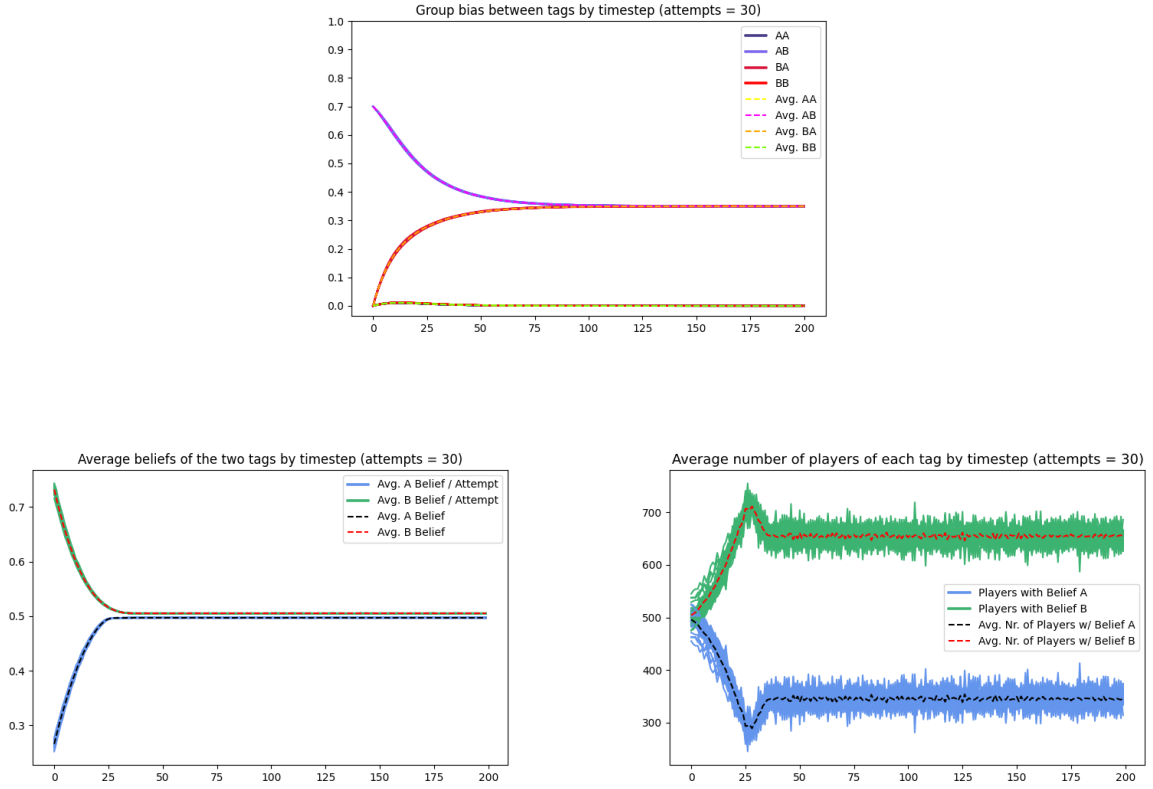 Group bias between tags by timestep (attempts = 30)
1.0
0.9
0.8
0.7
0.6
0.5
0.4
0.3
0.2
0.1
0.0
AA
AB
BA
BB
Avg. AA
Avg. AB
Avg. BA
Avg. BB
0 25 50 75 100 125 150 175 200
Average beliefs of the two tags by timestep (attempts = 30)
0.7
0.6
0.5
0.4
0.3
Avg. A Belief / Attempt
Avg. B Belief / Attempt
Avg. A Belief
Avg. B Belief
0 25 50 75 100 125 150 175 200
Average number of players of each tag by timestep (attempts = 30)
700
600
500
400
300
Players with Belief A
Players with Belief B
Avg. Nr. of Players w/ Belief A
Avg. Nr. of Players w/ Belief B
0 25 50 75 100 125 150 175 200